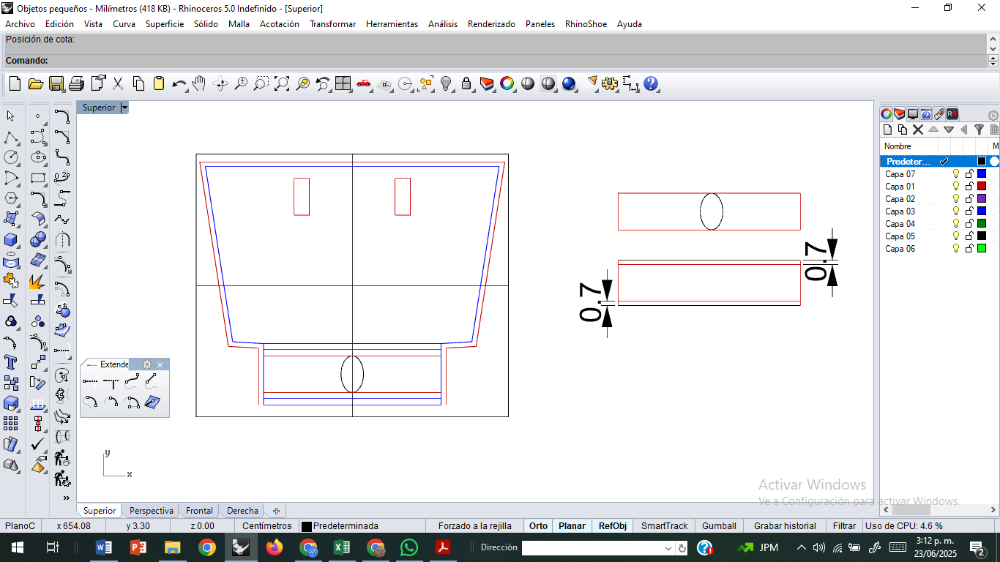 Objetos pequeños - Milímetros (418 KB) - Rhinoceros 5.0 Indefinido - [Superior]
Archivo Edición Vista Curva Superficie Sólido Malla Acotación Transformar Herramientas Análisis Renderizado Paneles RhinoShoe Ayuda
Posición de cota:
Comando:
Superior
Nombre M
Predeter...
Capa 07
Capa 01
Capa 02
Capa 03
Capa 04
Capa 05
Capa 06
0.7
0.7
Extende
y
x
Activar Windows
Ve a Configuración para activar Windows.
Superior Perspectiva Frontal Derecha
PlanoC x 654.08 y 3.30 z 0.00 Centímetros Predeterminada Forzado a la rejilla Orto Planar RefObj SmartTrack Gumball Grabar historial Filtrar Uso de CPU: 4.6 %
Dirección JPM 3:12 p. m.
23/06/2025 2